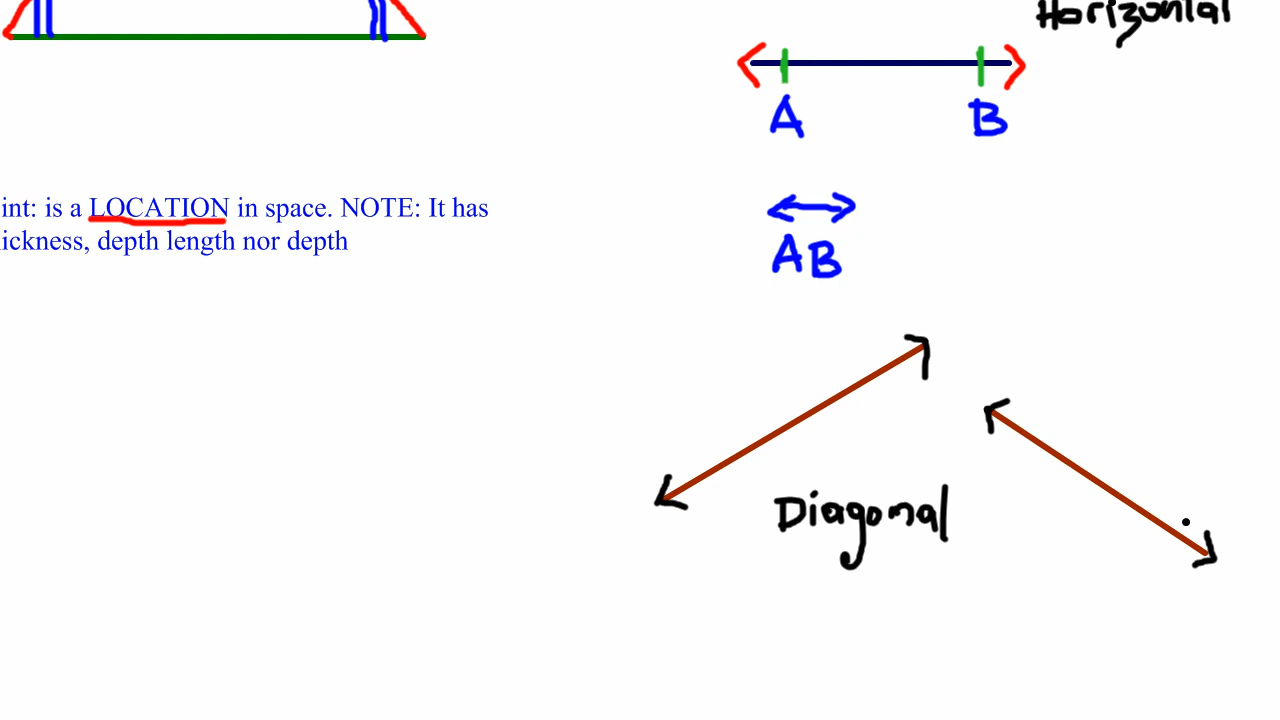 Horizontal
A B
int: is a LOCATION in space. NOTE: It has
ickness, depth length nor depth
AB
Diagonal